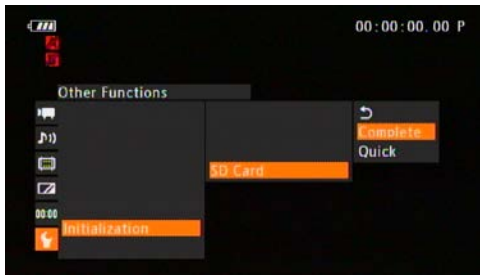 00:00:00.00 P
Other Functions
Complete
Quick
SD Card
00:00
Initialization